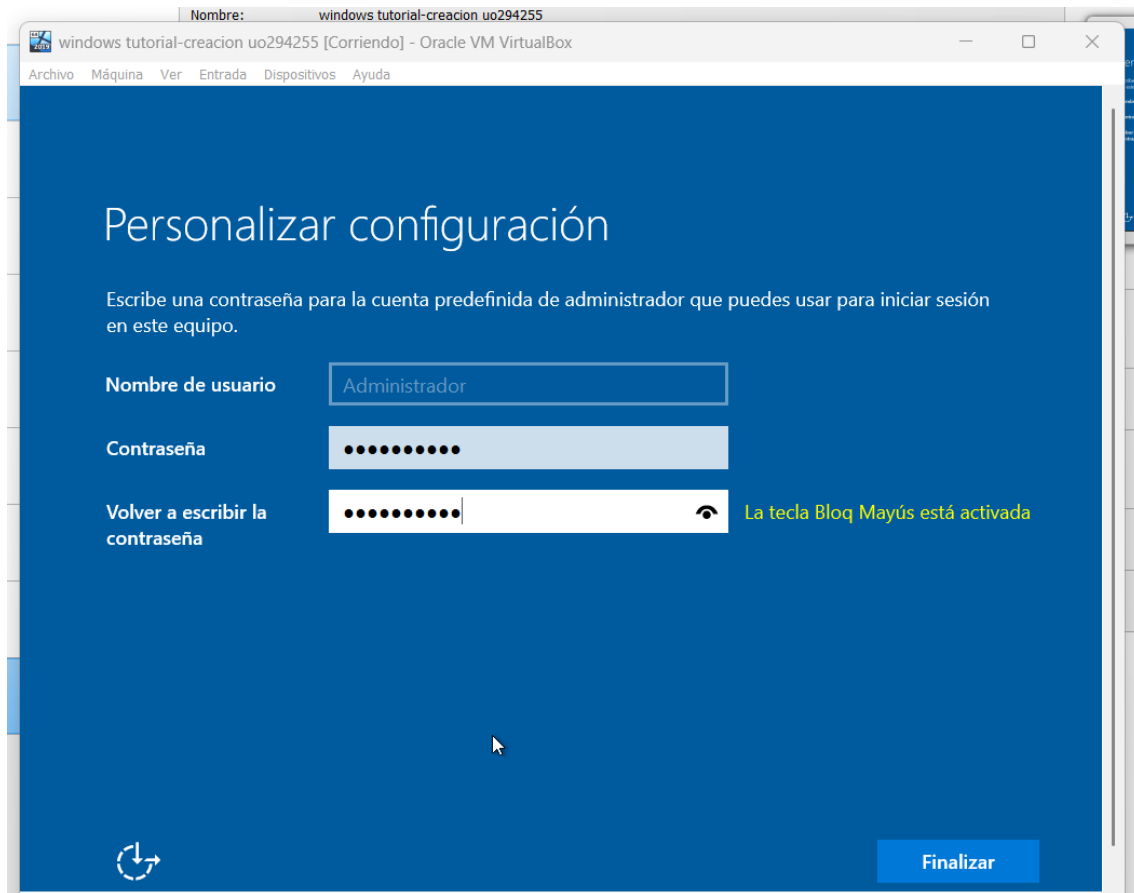 Nombre: windows tutorial-creacion uo294255
windows tutorial-creacion uo294255 [Corriendo] - Oracle VM VirtualBox
Archivo Máquina Ver Entrada Dispositivos Ayuda
Personalizar configuración
Escribe una contraseña para la cuenta predefinida de administrador que puedes usar para iniciar sesión
en este equipo.
Nombre de usuario
Administrador
Contraseña
Volver a escribir la
contraseña
La tecla Bloq Mayús está activada
Finalizar